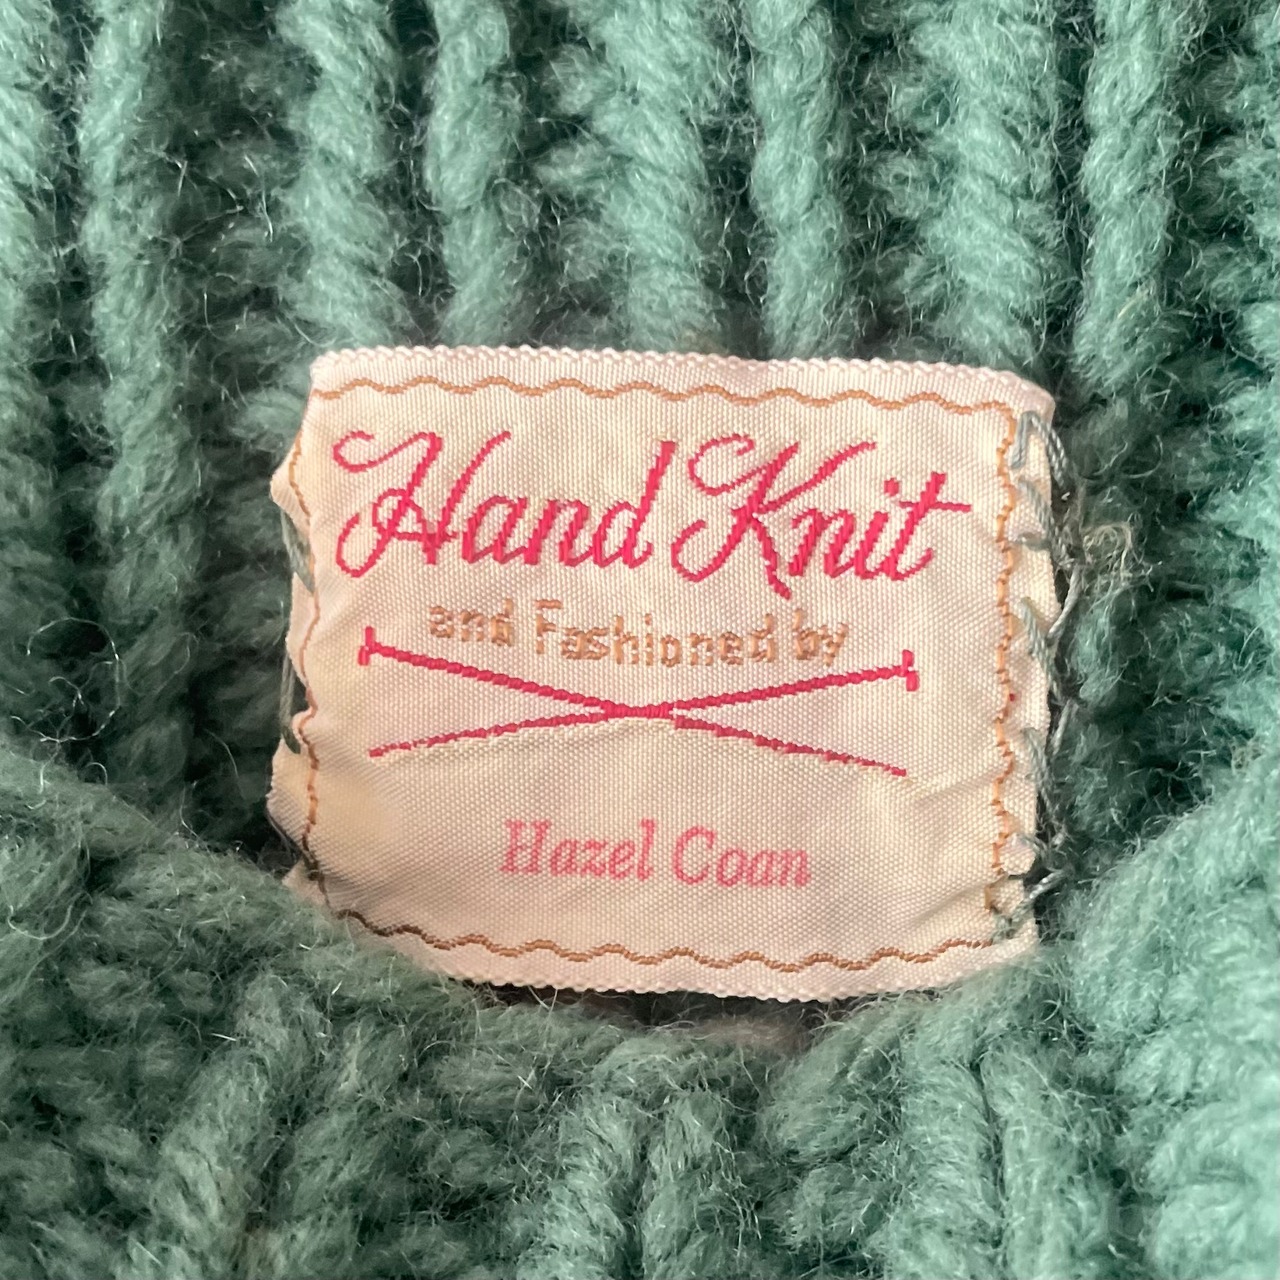 Hand Knit
and Fashioned by
Hazel Coan